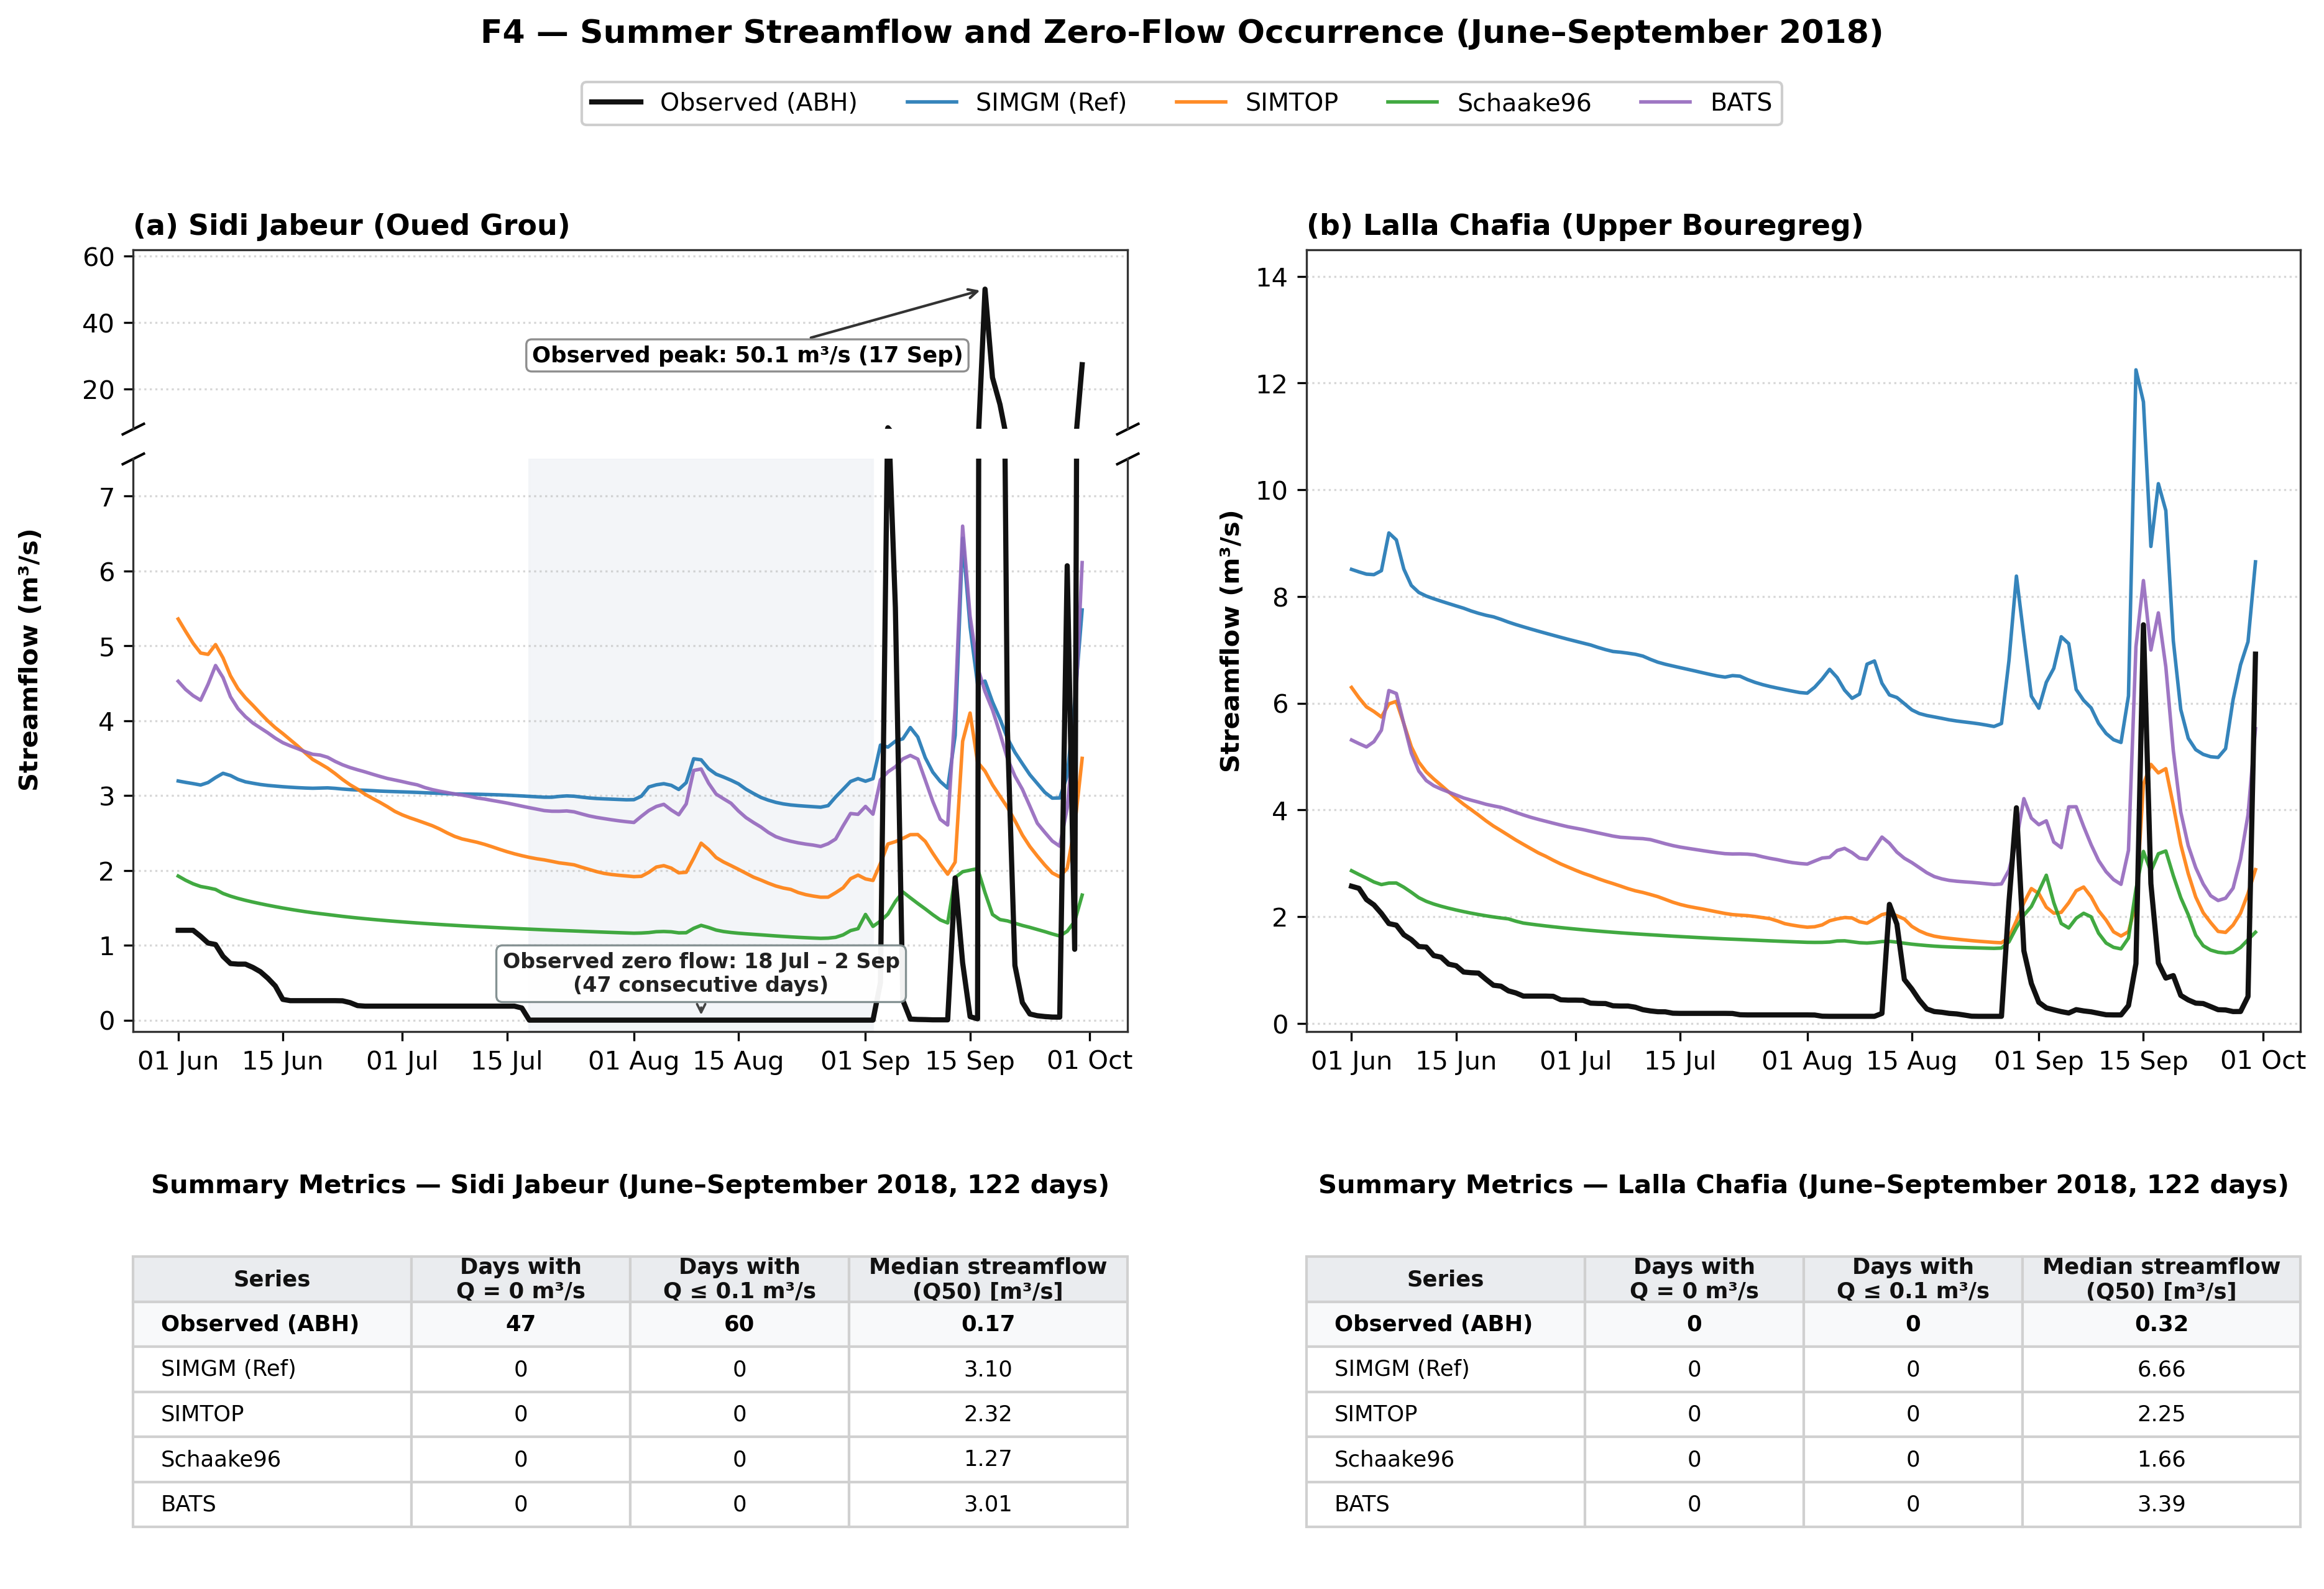 F4 — Summer Streamflow and Zero-Flow Occurrence (June–September 2018)
Observed (ABH) SIMGM (Ref) SIMTOP Schaake96 BATS
(a) Sidi Jabeur (Oued Grou)
60
40
20
Observed peak: 50.1 m³/s (17 Sep)
7
6
5
4
3
2
1
0
Streamflow (m³/s)
Observed zero flow: 18 Jul – 2 Sep
(47 consecutive days)
01 Jun 15 Jun 01 Jul 15 Jul 01 Aug 15 Aug 01 Sep 15 Sep 01 Oct
(b) Lalla Chafia (Upper Bouregreg)
14
12
10
8
6
4
2
0
Streamflow (m³/s)
01 Jun 15 Jun 01 Jul 15 Jul 01 Aug 15 Aug 01 Sep 15 Sep 01 Oct
Summary Metrics — Sidi Jabeur (June–September 2018, 122 days)
Series Days with Q = 0 m³/s Days with Q ≤ 0.1 m³/s Median streamflow (Q50) [m³/s]
Observed (ABH) 47 60 0.17
SIMGM (Ref) 0 0 3.10
SIMTOP 0 0 2.32
Schaake96 0 0 1.27
BATS 0 0 3.01
Summary Metrics — Lalla Chafia (June–September 2018, 122 days)
Series Days with Q = 0 m³/s Days with Q ≤ 0.1 m³/s Median streamflow (Q50) [m³/s]
Observed (ABH) 0 0 0.32
SIMGM (Ref) 0 0 6.66
SIMTOP 0 0 2.25
Schaake96 0 0 1.66
BATS 0 0 3.39